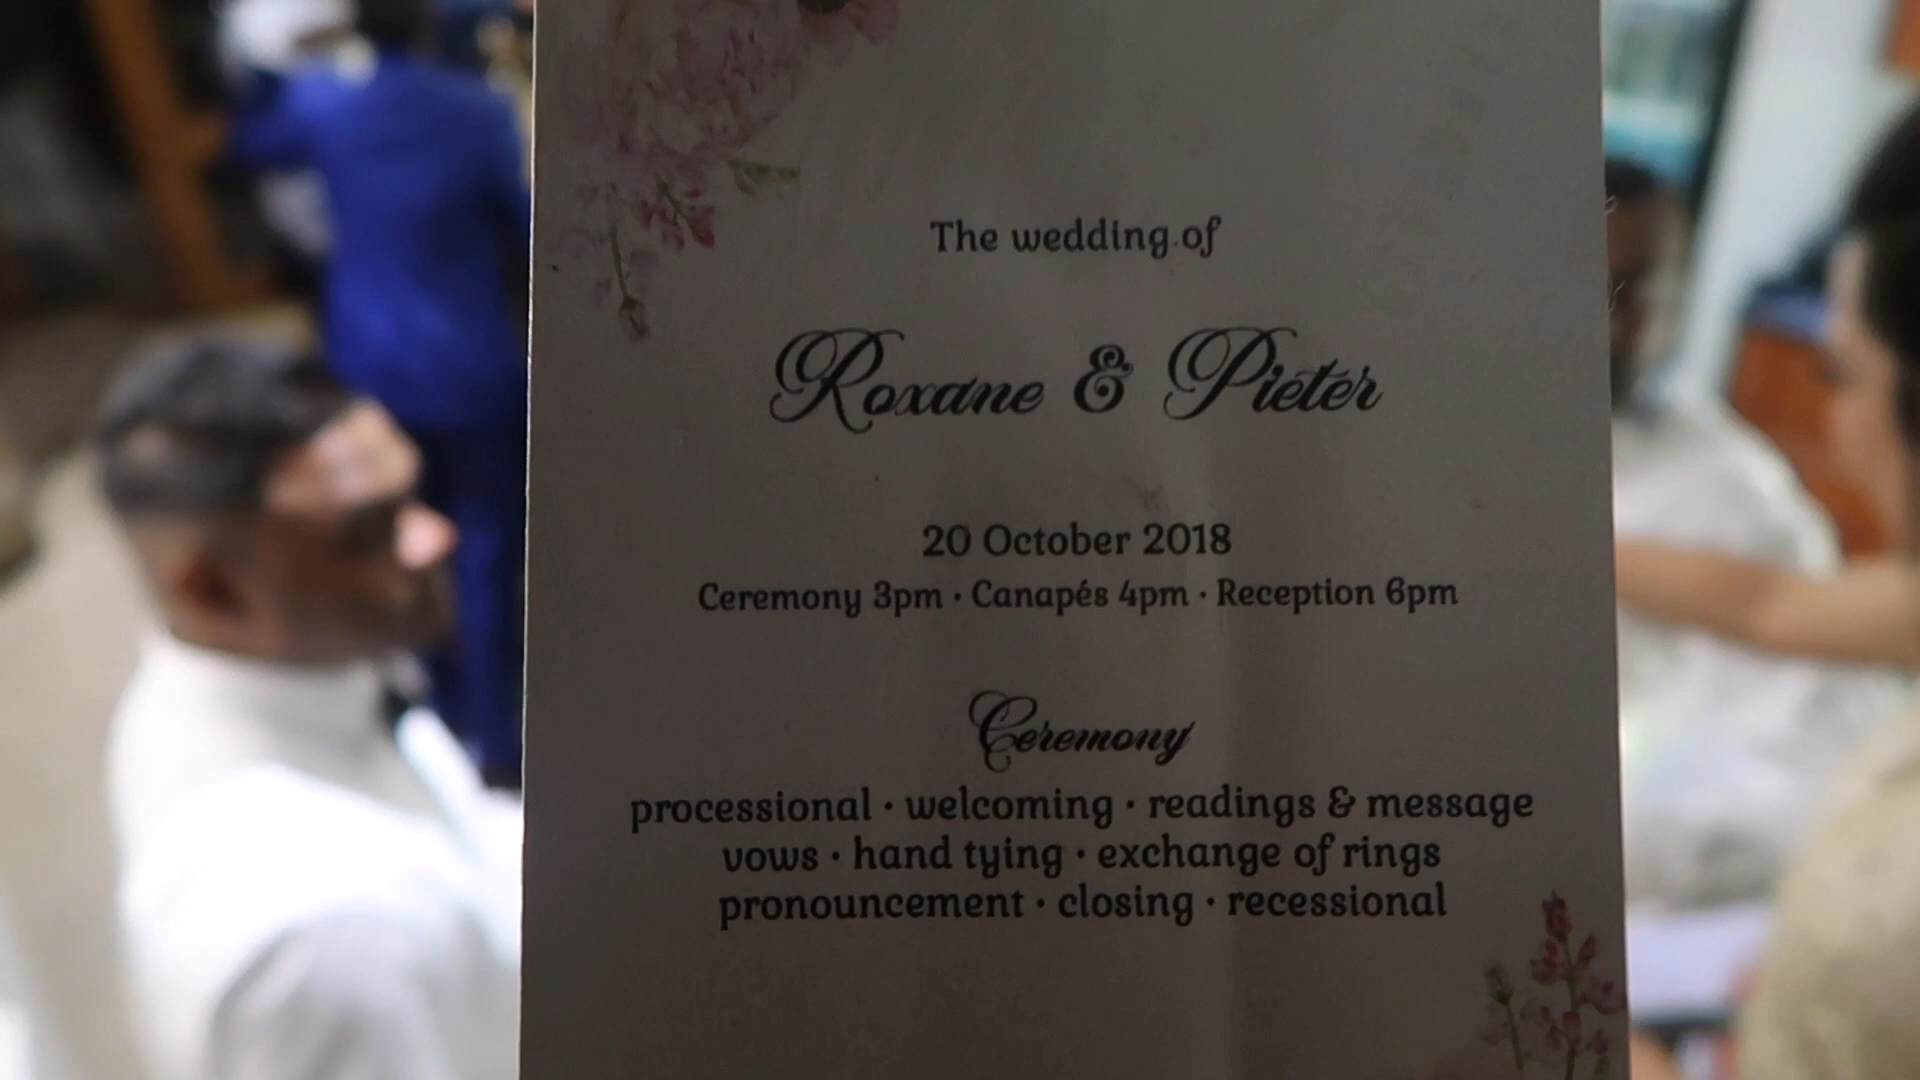 The wedding of
Roxane & Pieter
20 October 2018
Ceremony 3pm · Canapés 4pm · Reception 6pm
Ceremony
processional · welcoming · readings & message
vows · hand tying · exchange of rings
pronouncement · closing · recessional